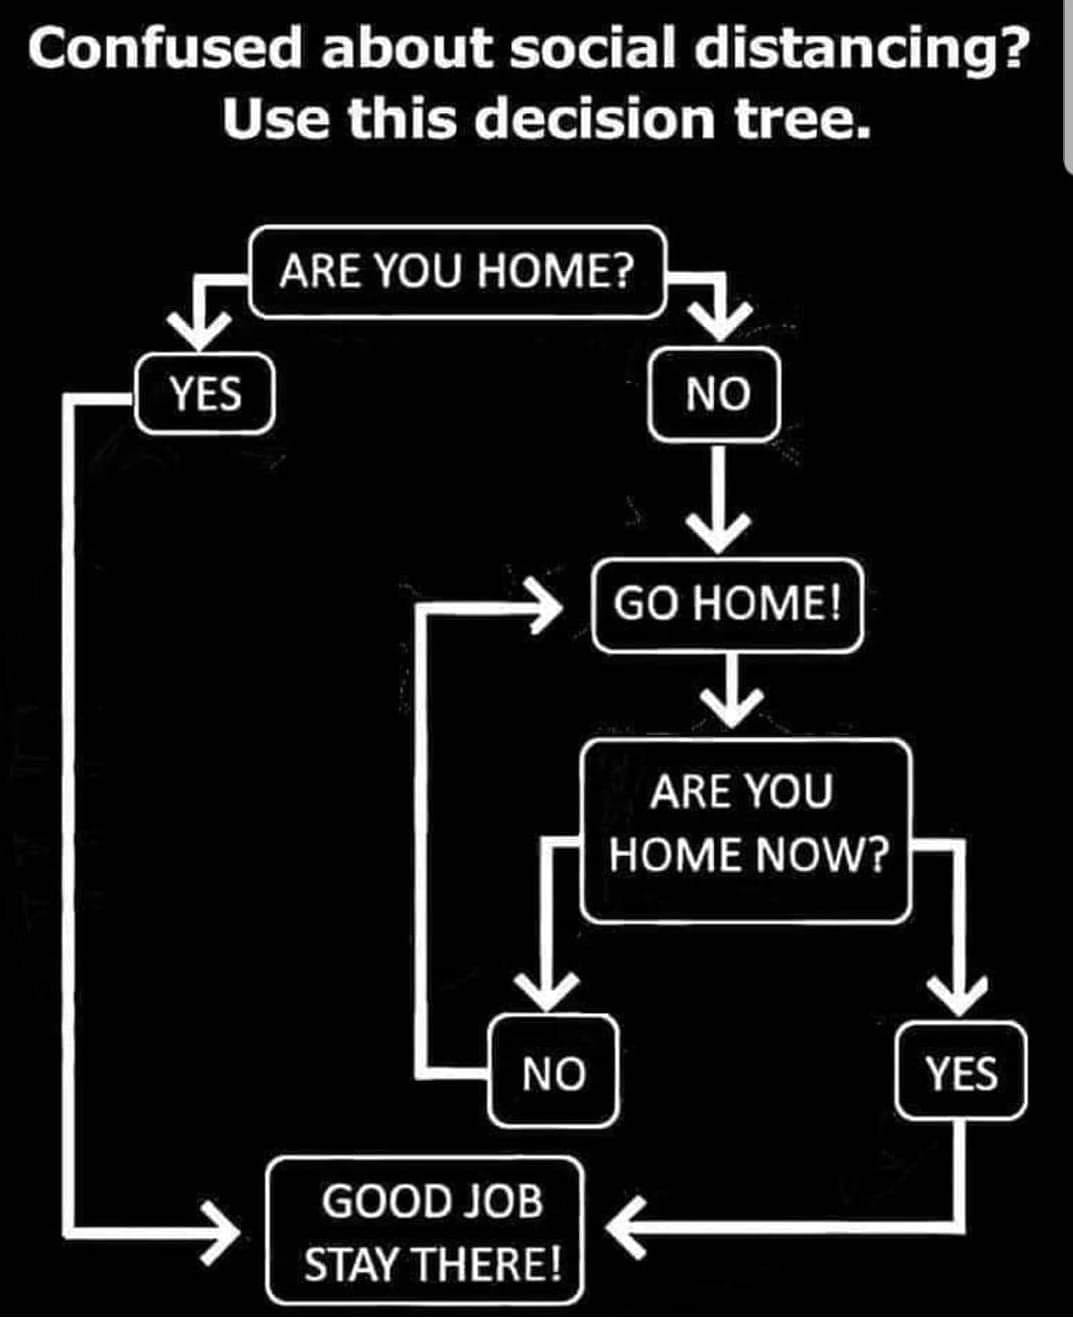 Confused about social distancing?
Use this decision tree.
ARE YOU HOME?
YES
NO
GO HOME!
ARE YOU
HOME NOW?
NO
YES
GOOD JOB
STAY THERE!